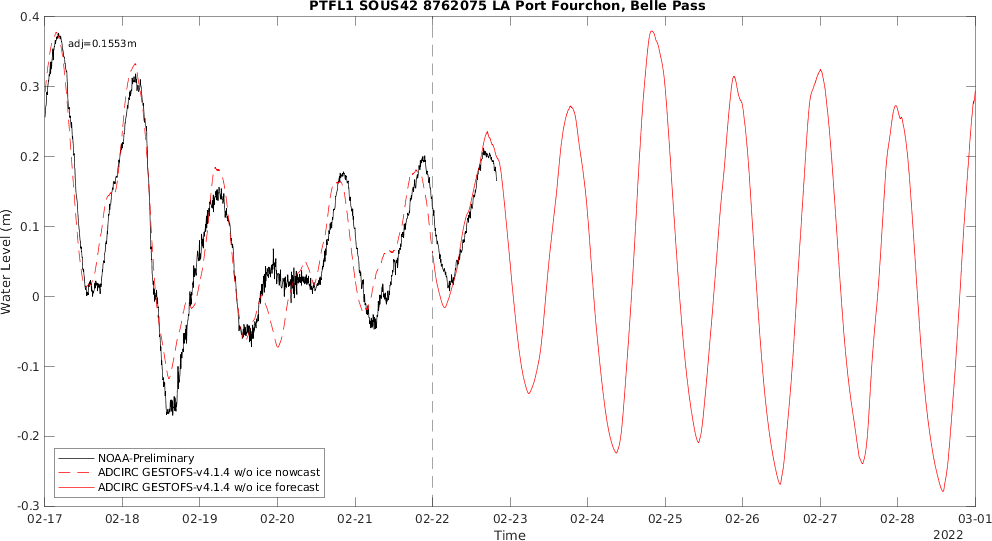 PTFL1 SOUS42 8762075 LA Port Fourchon, Belle Pass
adj=0.1553m
0.4
0.3
0.2
0.1
0
-0.1
-0.2
-0.3
Water Level (m)
NOAA-Preliminary
ADCIRC GESTOFS-v4.1.4 w/o ice nowcast
ADCIRC GESTOFS-v4.1.4 w/o ice forecast
02-17 02-18 02-19 02-20 02-21 02-22 02-23 02-24 02-25 02-26 02-27 02-28 03-01
Time
2022